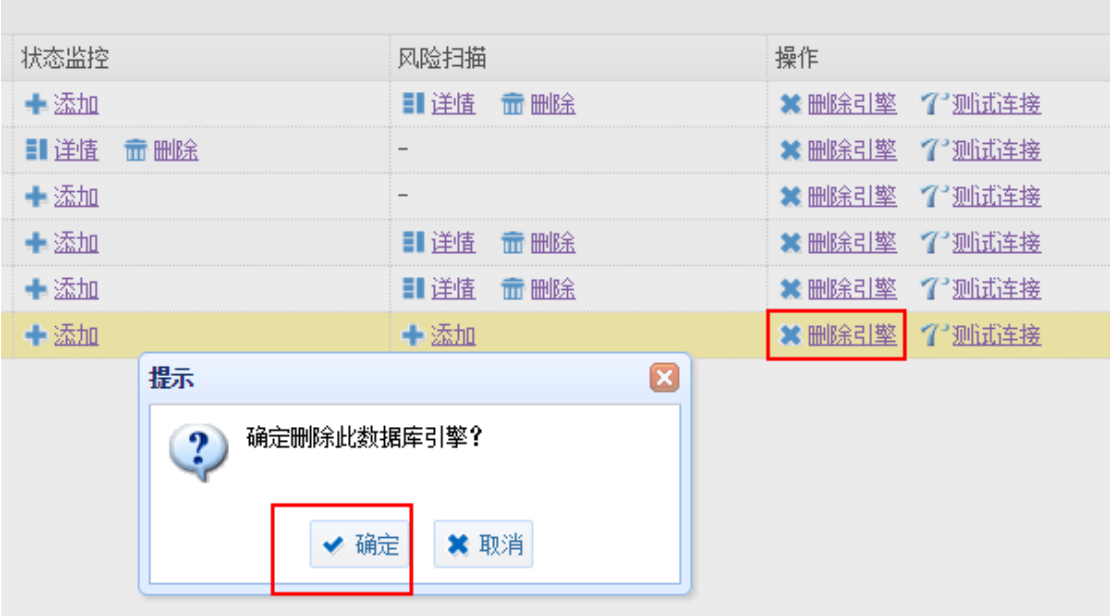 状态监控 风险扫描 操作
添加 详情 删除 删除引擎 测试连接
详情 删除 - 删除引擎 测试连接
添加 - 删除引擎 测试连接
添加 详情 删除 删除引擎 测试连接
添加 详情 删除 删除引擎 测试连接
添加 添加 删除引擎 测试连接
提示
确定删除此数据库引擎?
确定 取消